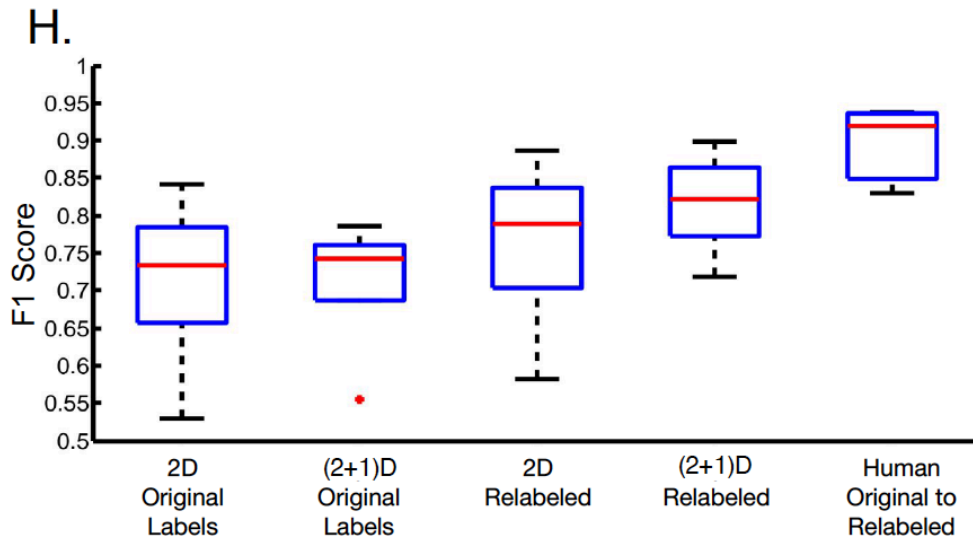 H.
F1 Score
1
0.95
0.9
0.85
0.8
0.75
0.7
0.65
0.6
0.55
0.5
2D
Original
Labels
(2+1)D
Original
Labels
2D
Relabeled
(2+1)D
Relabeled
Human
Original to
Relabeled